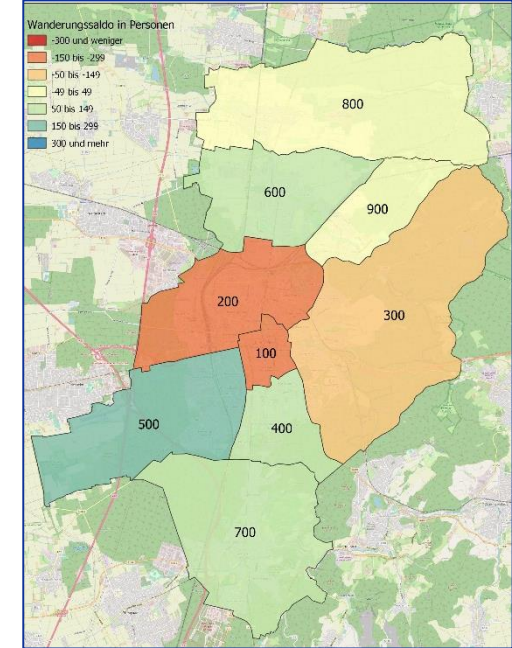 Wanderungssaldo in Personen
-300 und weniger
-150 bis -299
-50 bis -149
-49 bis 49
50 bis 149
150 bis 299
300 und mehr
800
600
900
200
300
100
500
400
700